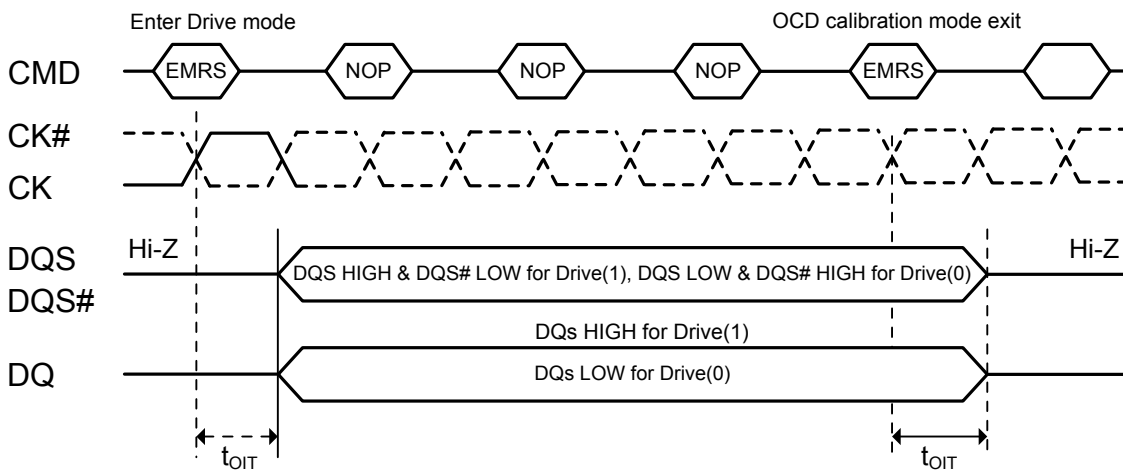 Enter Drive mode
OCD calibration mode exit
CMD
EMRS
NOP
NOP
NOP
EMRS
CK#
CK
Hi-Z
Hi-Z
DQS
DQS#
DQS HIGH & DQS# LOW for Drive(1), DQS LOW & DQS# HIGH for Drive(0)
DQs HIGH for Drive(1)
DQ
DQs LOW for Drive(0)
tOIT
tOIT